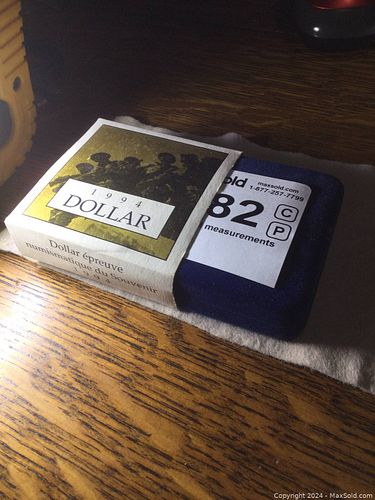 1994
DOLLAR
Dollar épreuve
numismatique du Souvenir
1994
old
maxsold.com
1-877-257-7799
82
C
P
measurements
Copyright 2024 - MaxSold.com